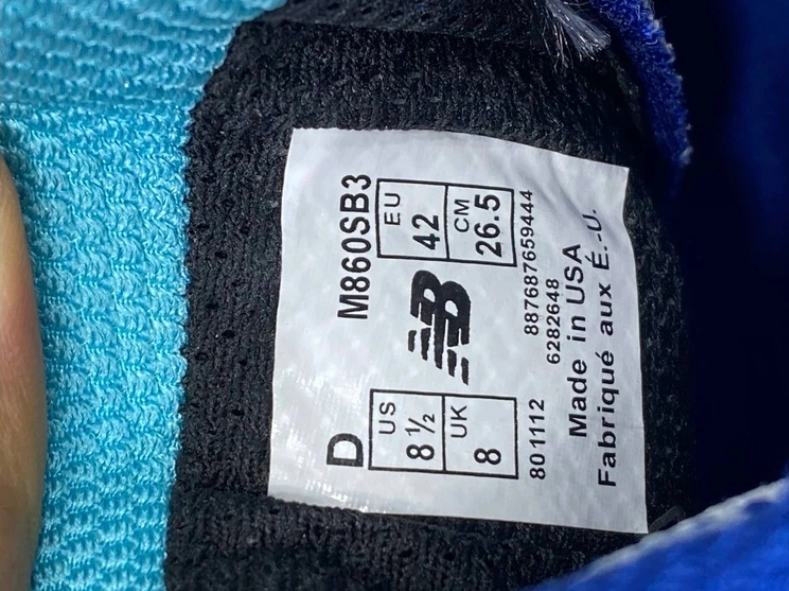 D M860SB3
US EU
8 ½ 42
UK CM
8 26.5
801112 887687659444
6282648
Made in USA
Fabriqué aux É.-U.